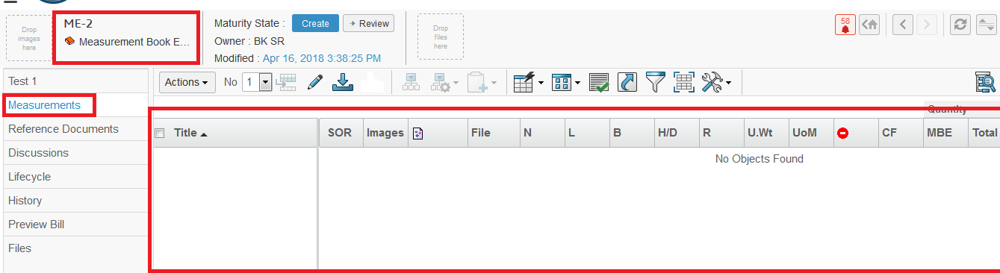 Drop
images
here
ME-2
Measurement Book E...
Maturity State : Create Review
Owner : BK SR
Modified : Apr 16, 2018 3:38:25 PM
Drop
files
here
58
Test 1
Measurements
Reference Documents
Discussions
Lifecycle
History
Preview Bill
Files
Actions No 1
Quantity
Title SOR Images File N L B H/D R U.Wt UoM CF MBE Total
No Objects Found